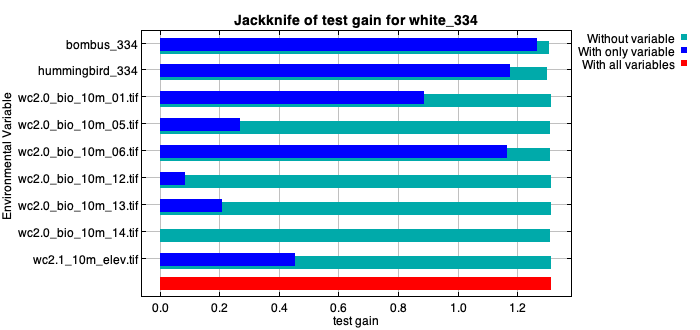 Jackknife of test gain for white_334
Without variable
With only variable
With all variables
Environmental Variable
bombus_334
hummingbird_334
wc2.0_bio_10m_01.tif
wc2.0_bio_10m_05.tif
wc2.0_bio_10m_06.tif
wc2.0_bio_10m_12.tif
wc2.0_bio_10m_13.tif
wc2.0_bio_10m_14.tif
wc2.1_10m_elev.tif
0.0 0.2 0.4 0.6 0.8 1.0 1.2
test gain